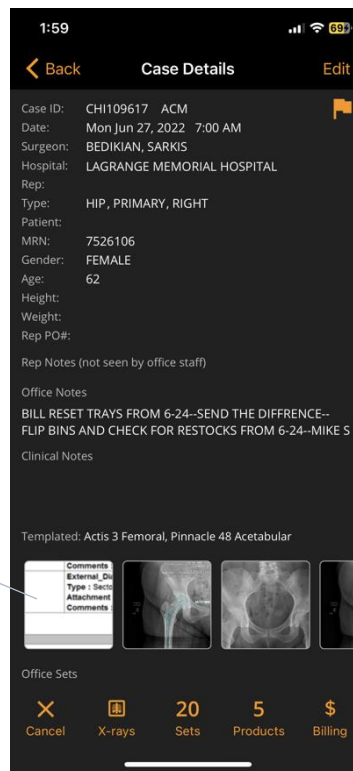 1:59
69
Back Case Details Edit
Case ID: CHI109617 ACM
Date: Mon Jun 27, 2022 7:00 AM
Surgeon: BEDIKIAN, SARKIS
Hospital: LAGRANGE MEMORIAL HOSPITAL
Rep:
Type: HIP, PRIMARY, RIGHT
Patient:
MRN: 7526106
Gender: FEMALE
Age: 62
Height:
Weight:
Rep PO#:
Rep Notes (not seen by office staff)
Office Notes
BILL RESET TRAYS FROM 6-24--SEND THE DIFFRENCE--
FLIP BINS AND CHECK FOR RESTOCKS FROM 6-24--MIKE S
Clinical Notes
Templated: Actis 3 Femoral, Pinnacle 48 Acetabular
Comments :
External_Dia
Type : Secto
Attachment
Comments :
Office Sets
20 5 $
Cancel X-rays Sets Products Billing